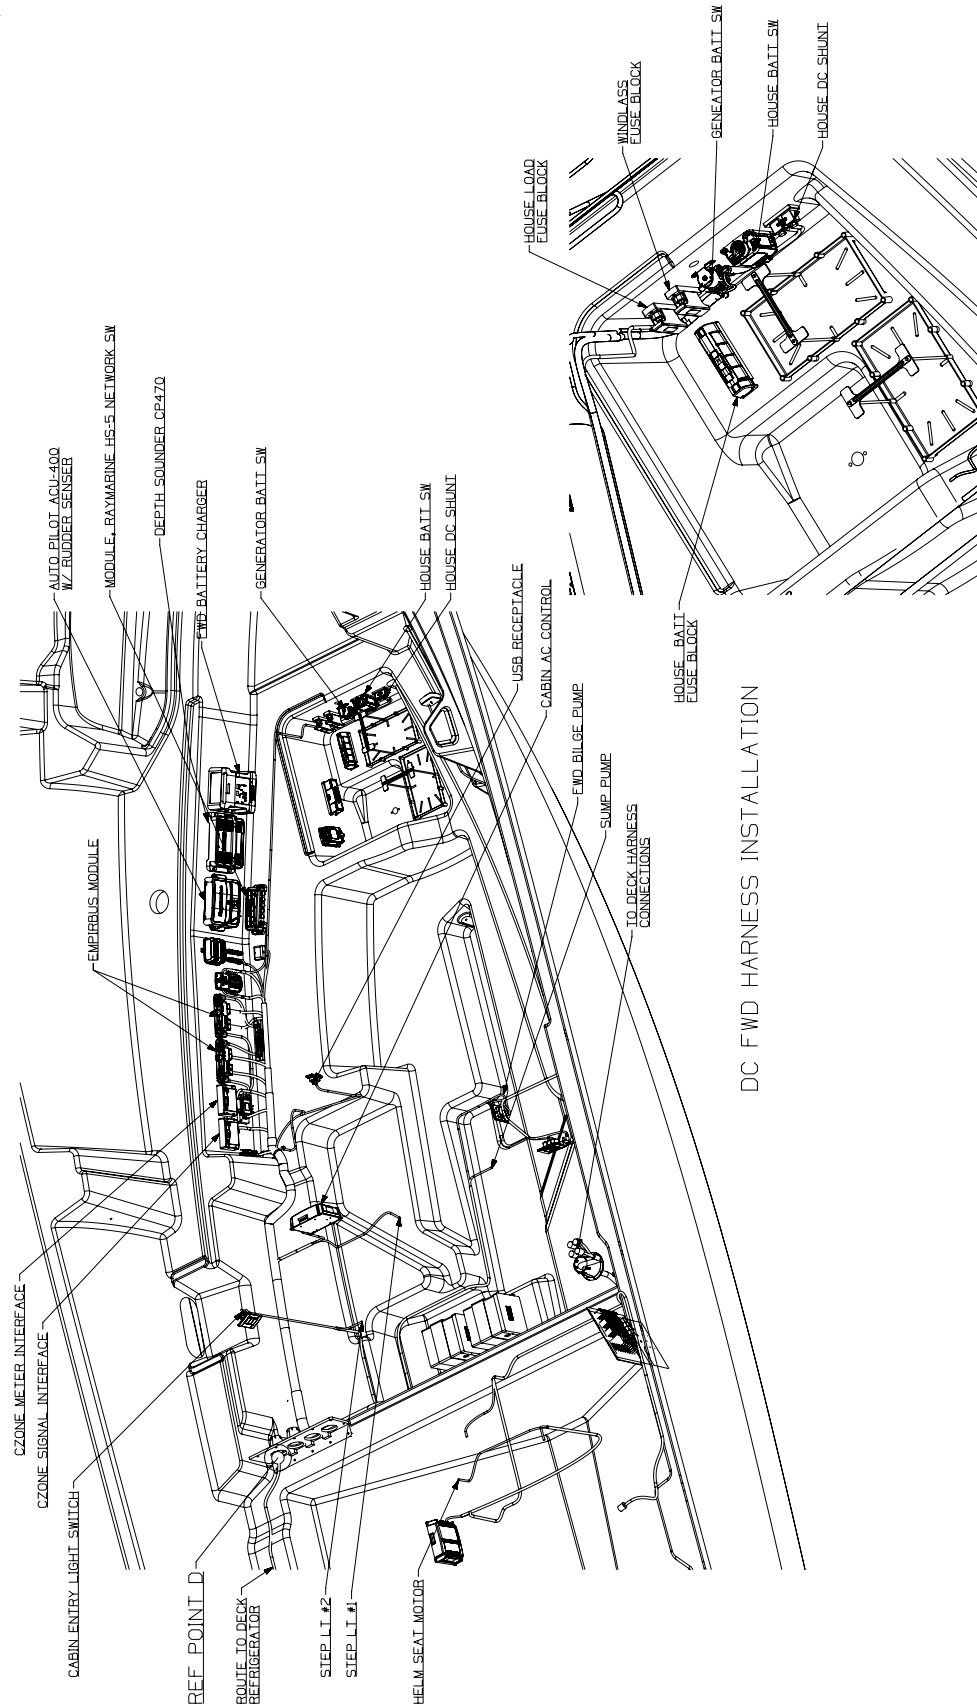 CZONE METER INTERFACE
CZONE SIGNAL INTERFACE
CABIN ENTRY LIGHT SWITCH
REF POINT D
ROUTE TO DECK
REFRIGERATOR
STEP LT #2
STEP LT #1
HELM SEAT MOTOR
EMPIRBUS MODULE
AUTO PILOT ACU-400
W/ RUDDER SENSER
MODULE, RAYMARINE HS-5 NETWORK SW
DEPTH SOUNDER CP470
FWD BATTERY CHARGER
GENERATOR BATT SW
HOUSE BATT SW
HOUSE DC SHUNT
USB RECEPTACLE
CABIN AC CONTROL
FWD BILGE PUMP
SUMP PUMP
TO DECK HARNESS
CONNECTIONS
HOUSE LOAD
FUSE BLOCK
WINDLASS
FUSE BLOCK
GENEATOR BATT SW
HOUSE BATT SW
HOUSE DC SHUNT
HOUSE BATT
FUSE BLOCK
DC FWD HARNESS INSTALLATION